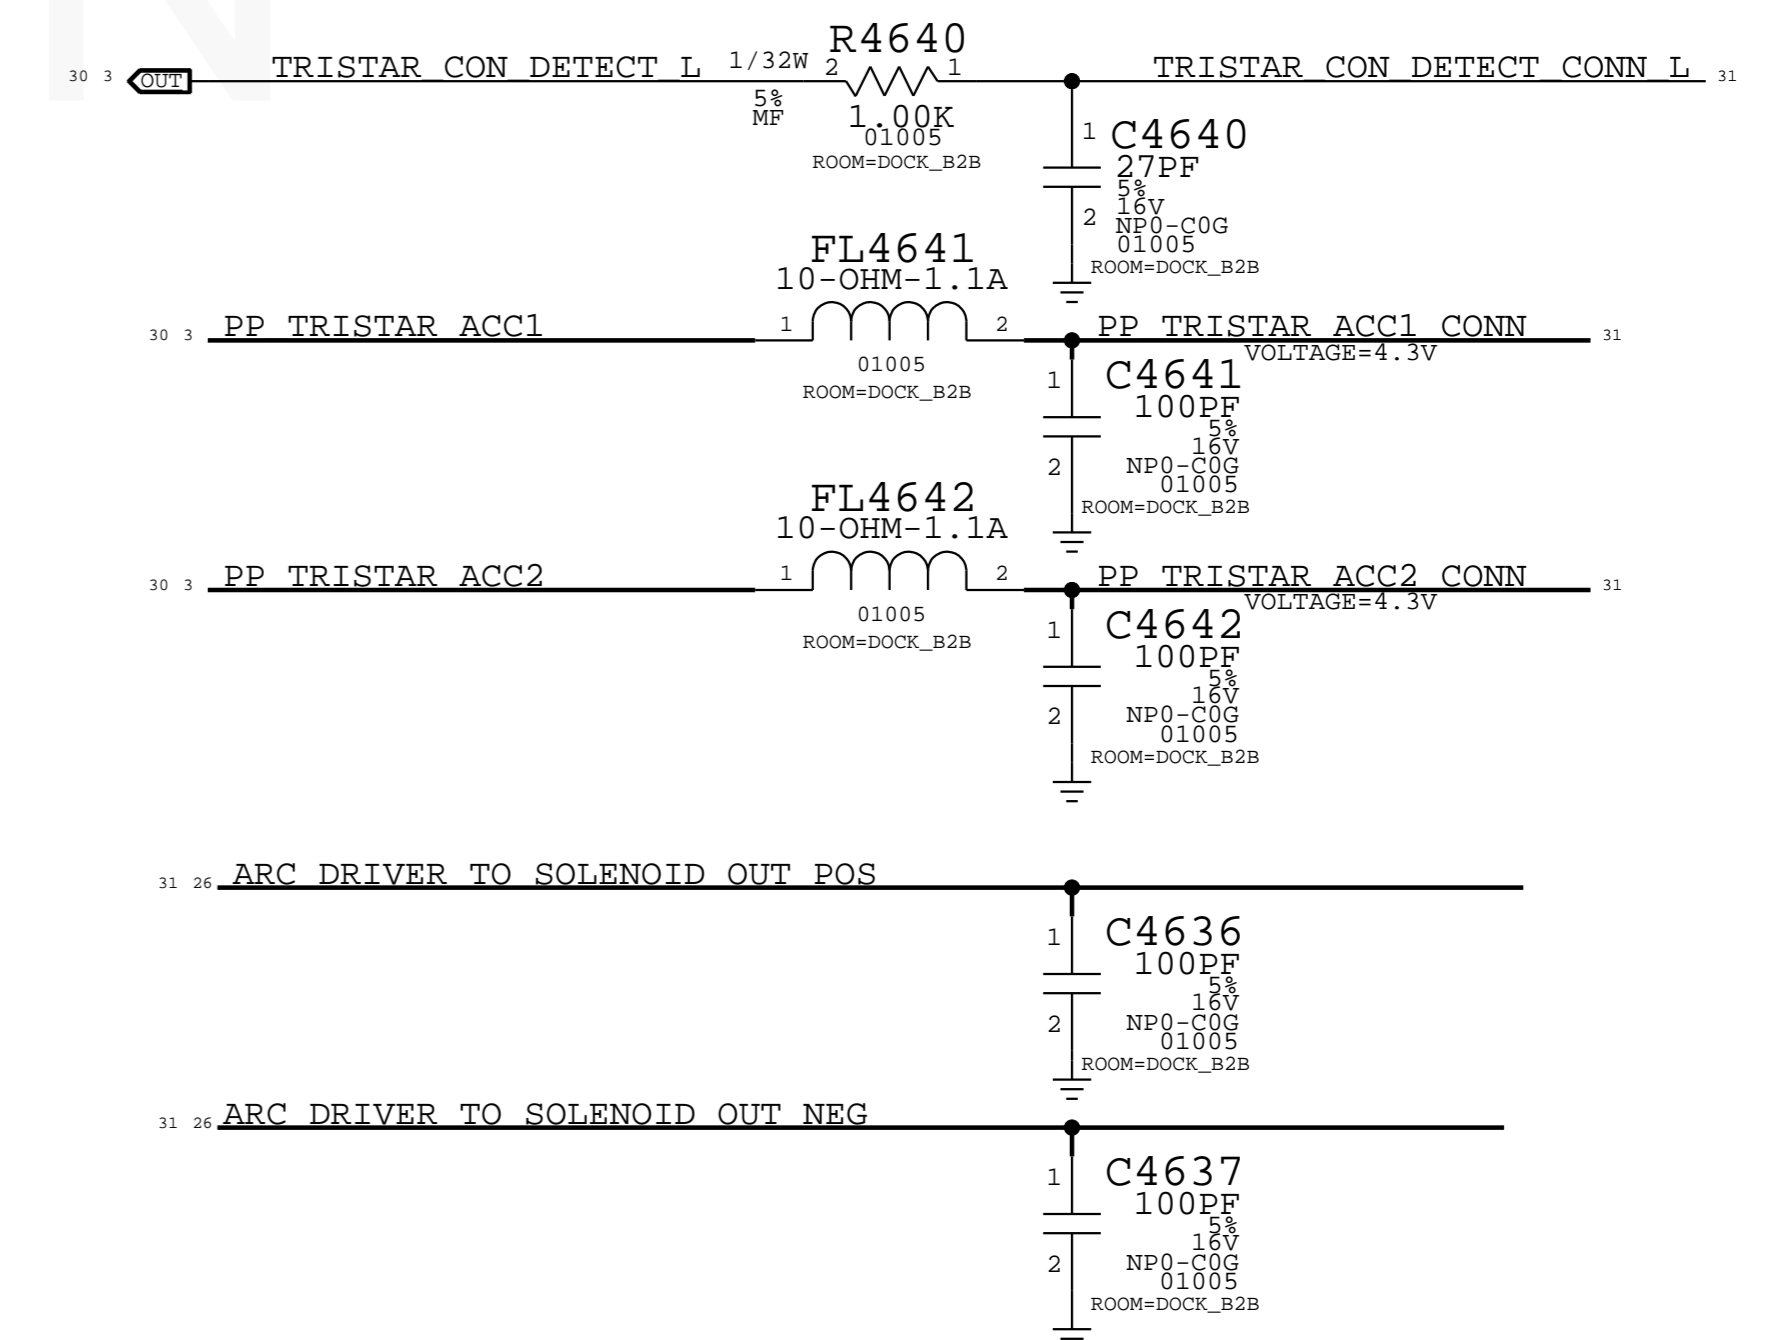 R4640
30 3 OUT TRISTAR_CON_DETECT_L 1/32W 2 1 TRISTAR_CON_DETECT_CONN_L 31
5%
MF
1.00K
01005
ROOM=DOCK_B2B
1 C4640
27PF
5%
16V
2 NP0-C0G
01005
ROOM=DOCK_B2B
FL4641
10-OHM-1.1A
30 3 PP_TRISTAR_ACC1 1 2 PP_TRISTAR_ACC1_CONN 31
VOLTAGE=4.3V
01005
ROOM=DOCK_B2B
1 C4641
100PF
5%
16V
2 NP0-C0G
01005
ROOM=DOCK_B2B
FL4642
10-OHM-1.1A
30 3 PP_TRISTAR_ACC2 1 2 PP_TRISTAR_ACC2_CONN 31
VOLTAGE=4.3V
01005
ROOM=DOCK_B2B
1 C4642
100PF
5%
16V
2 NP0-C0G
01005
ROOM=DOCK_B2B
31 26 ARC_DRIVER_TO_SOLENOID_OUT_POS
1 C4636
100PF
5%
16V
2 NP0-C0G
01005
ROOM=DOCK_B2B
31 26 ARC_DRIVER_TO_SOLENOID_OUT_NEG
1 C4637
100PF
5%
16V
2 NP0-C0G
01005
ROOM=DOCK_B2B